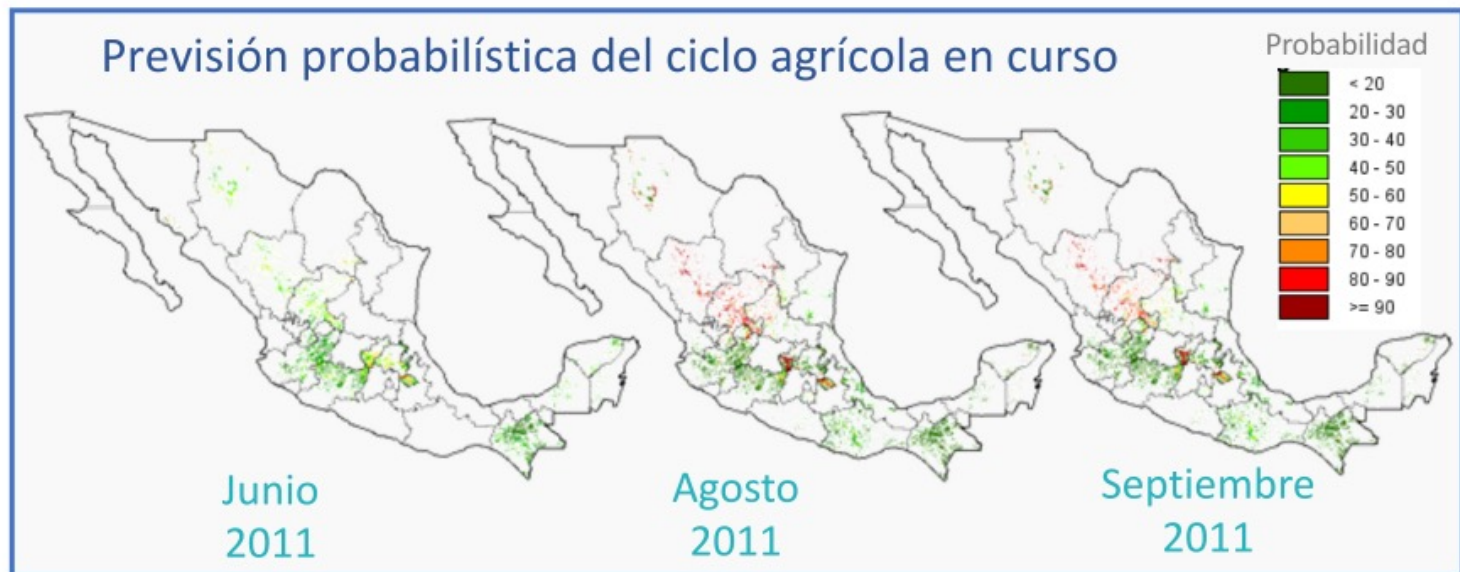 Previsión probabilística del ciclo agrícola en curso
Probabilidad
< 20
20 - 30
30 - 40
40 - 50
50 - 60
60 - 70
70 - 80
80 - 90
>= 90
Junio
2011
Agosto
2011
Septiembre
2011